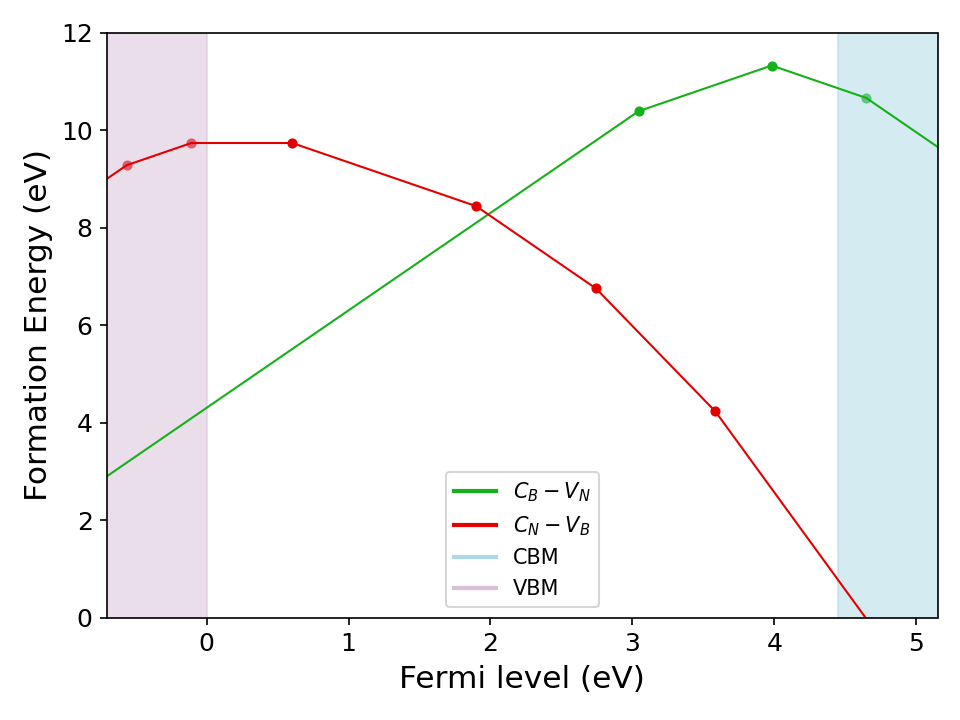 12
10
8
6
4
2
0
Formation Energy (eV)
C_B − V_N
C_N − V_B
CBM
VBM
0 1 2 3 4 5
Fermi level (eV)